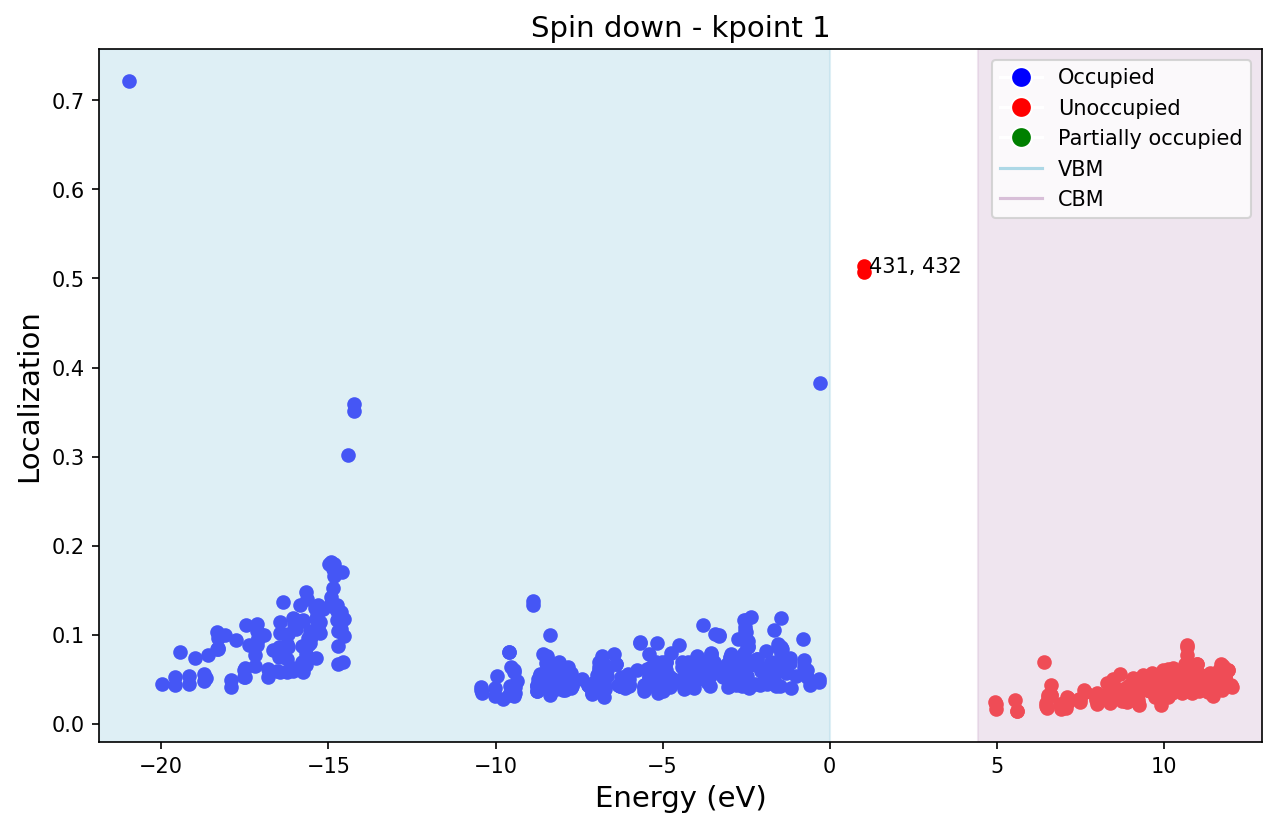 Spin down - kpoint 1
Occupied
Unoccupied
Partially occupied
VBM
CBM
431, 432
Localization
0.7
0.6
0.5
0.4
0.3
0.2
0.1
0.0
−20
−15
−10
−5
0
5
10
Energy (eV)